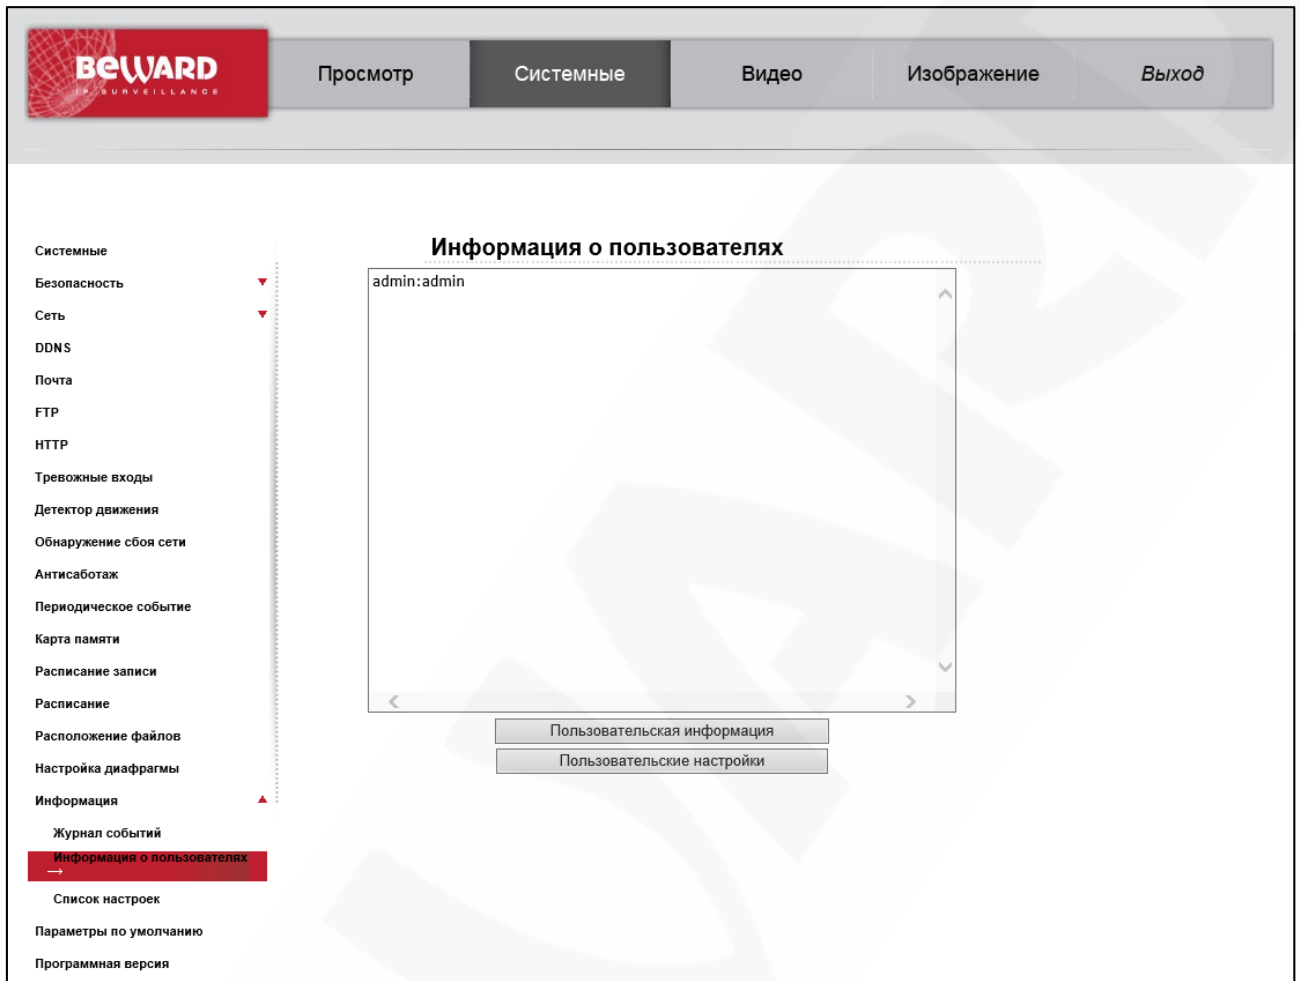 BEWARD
IP SURVEILLANCE
Просмотр
Системные
Видео
Изображение
Выход
Информация о пользователях
admin:admin
Пользовательская информация
Пользовательские настройки
Системные
Безопасность
Сеть
DDNS
Почта
FTP
HTTP
Тревожные входы
Детектор движения
Обнаружение сбоя сети
Антисаботаж
Периодическое событие
Карта памяти
Расписание записи
Расписание
Расположение файлов
Настройка диафрагмы
Информация
Журнал событий
Информация о пользователях
Список настроек
Параметры по умолчанию
Программная версия